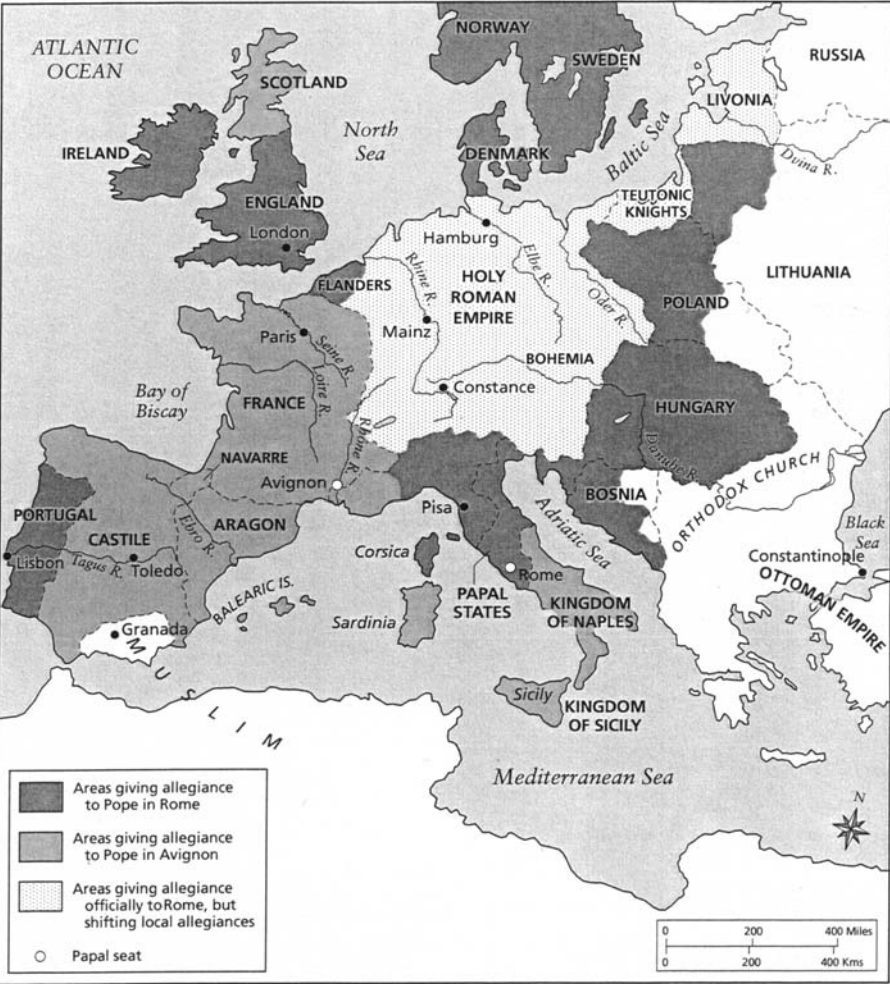 ATLANTIC
OCEAN
NORWAY
SWEDEN
RUSSIA
SCOTLAND
LIVONIA
North
Sea
Baltic Sea
IRELAND
DENMARK
Dvina R.
TEUTONIC
KNIGHTS
ENGLAND
London
Hamburg
Elbe R.
Rhine R.
HOLY
ROMAN
EMPIRE
LITHUANIA
FLANDERS
Oder R.
POLAND
Paris
Seine R.
Mainz
BOHEMIA
Loire R.
Constance
Bay of
Biscay
FRANCE
HUNGARY
Rhône R.
NAVARRE
Danube R.
Avignon
ORTHODOX CHURCH
BOSNIA
PORTUGAL
ARAGON
Pisa
Adriatic Sea
Black
Sea
CASTILE
Ebro R.
Corsica
Lisbon
Tagus R.
Toledo
Rome
Constantinople
BALEARIC IS.
PAPAL
STATES
OTTOMAN EMPIRE
KINGDOM
OF NAPLES
Sardinia
Granada
MUSLIM
Sicily
KINGDOM
OF SICILY
Mediterranean Sea
Areas giving allegiance
to Pope in Rome
Areas giving allegiance
to Pope in Avignon
Areas giving allegiance
officially to Rome, but
shifting local allegiances
Papal seat
N
0 200 400 Miles
0 200 400 Kms